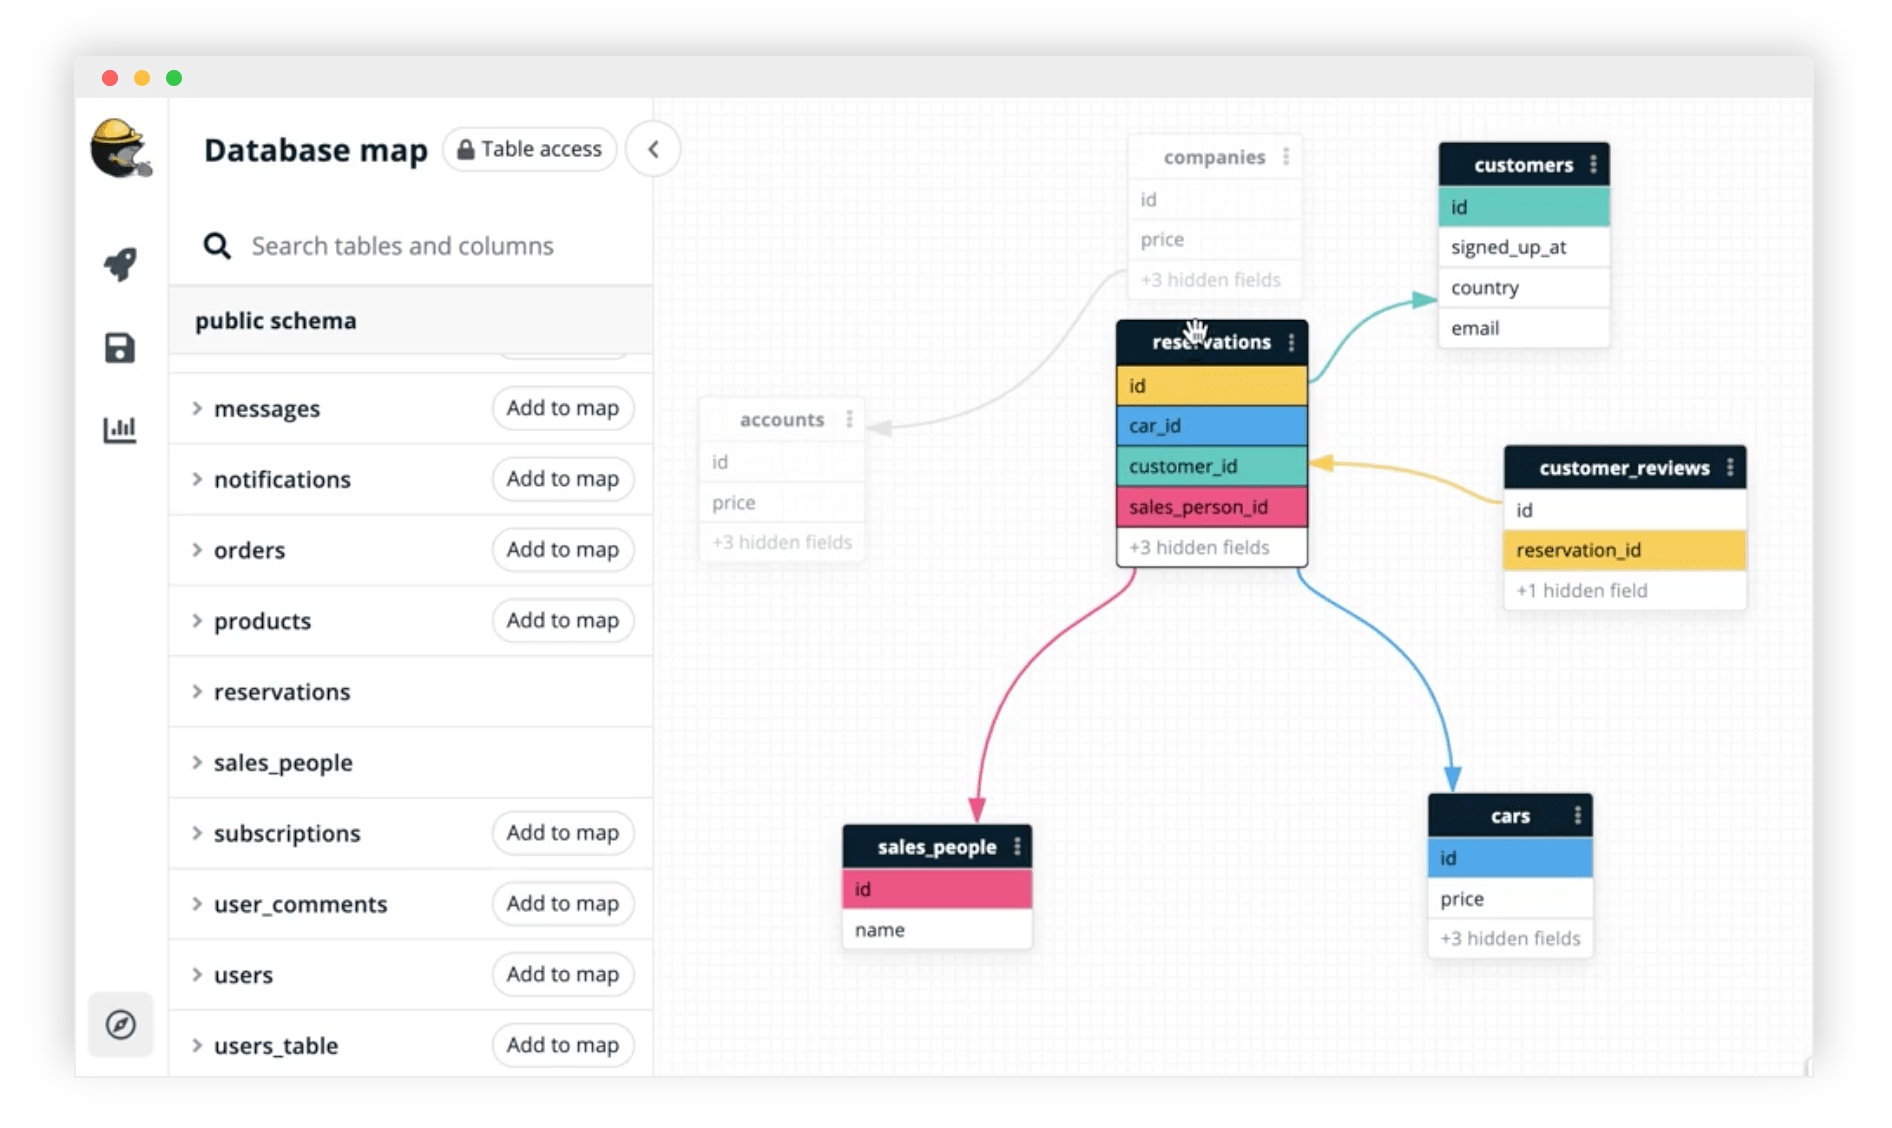 Database map
Table access
Search tables and columns
public schema
messages Add to map
notifications Add to map
orders Add to map
products Add to map
reservations
sales_people
subscriptions Add to map
user_comments Add to map
users Add to map
users_table Add to map
companies
id
price
+3 hidden fields
customers
id
signed_up_at
country
email
accounts
id
price
+3 hidden fields
reservations
id
car_id
customer_id
sales_person_id
+3 hidden fields
customer_reviews
id
reservation_id
+1 hidden field
sales_people
id
name
cars
id
price
+3 hidden fields